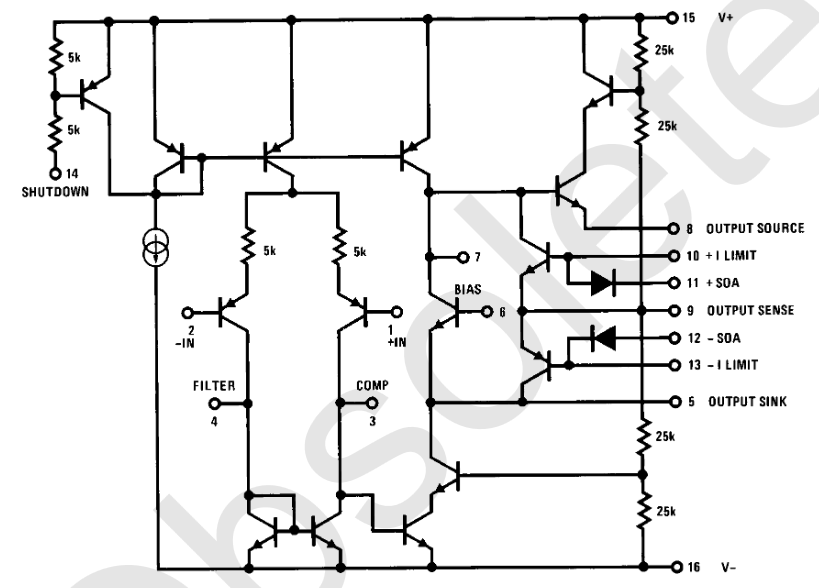 15 V+
5k
25k
5k
25k
14
SHUTDOWN
8 OUTPUT SOURCE
5k
5k
7
10 + I LIMIT
11 + SOA
BIAS
6
9 OUTPUT SENSE
2
-IN
1
+IN
12 - SOA
13 - I LIMIT
FILTER
4
COMP
3
5 OUTPUT SINK
25k
25k
16 V-
obsolete